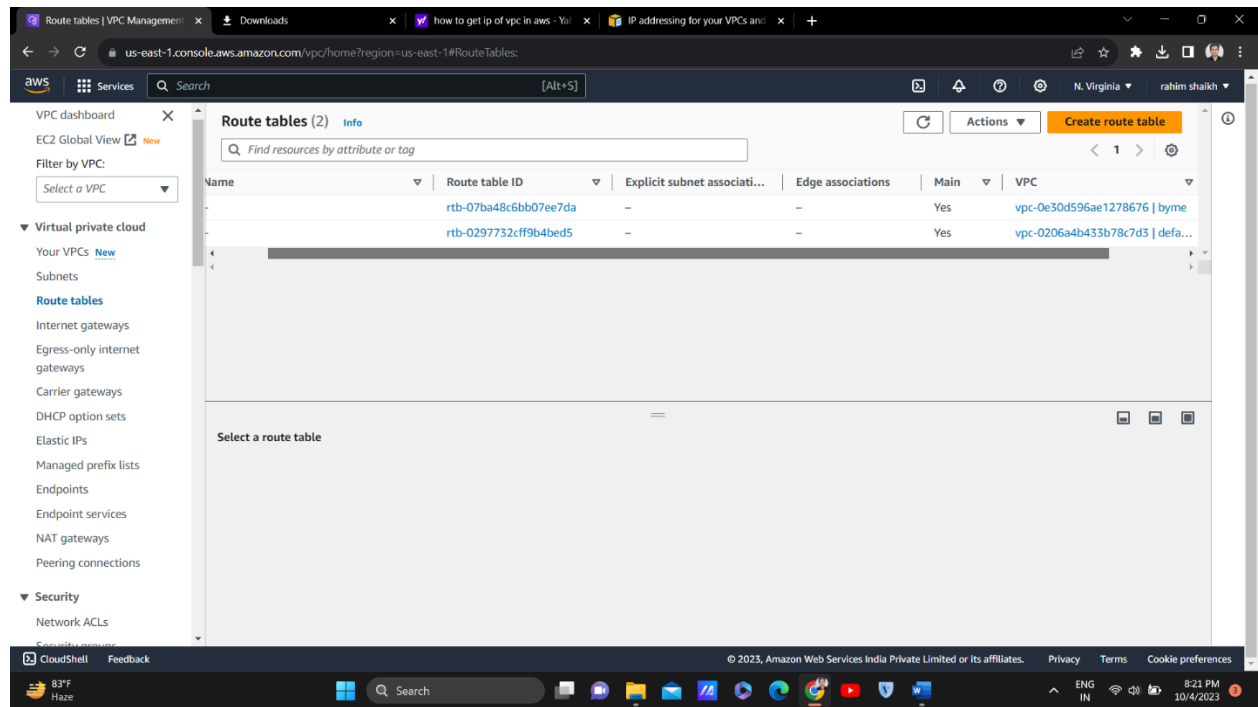 Route tables | VPC Management
Downloads
how to get ip of vpc in aws - Yah
IP addressing for your VPCs and
us-east-1.console.aws.amazon.com/vpc/home?region=us-east-1#RouteTables:
aws
Services
Search
[Alt+S]
N. Virginia
rahim shaikh
VPC dashboard
EC2 Global View New
Filter by VPC:
Select a VPC
Virtual private cloud
Your VPCs New
Subnets
Route tables
Internet gateways
Egress-only internet
gateways
Carrier gateways
DHCP option sets
Elastic IPs
Managed prefix lists
Endpoints
Endpoint services
NAT gateways
Peering connections
Security
Network ACLs
Security groups
Route tables (2) Info
Actions
Create route table
Find resources by attribute or tag
1
Name Route table ID Explicit subnet associati... Edge associations Main VPC
- rtb-07ba48c6bb07ee7da – – Yes vpc-0e30d596ae1278676 | byme
- rtb-0297732cff9b4bed5 – – Yes vpc-0206a4b433b78c7d3 | defa...
Select a route table
CloudShell Feedback © 2023, Amazon Web Services India Private Limited or its affiliates. Privacy Terms Cookie preferences
83°F
Haze
Search
ENG
IN
8:21 PM
10/4/2023
3